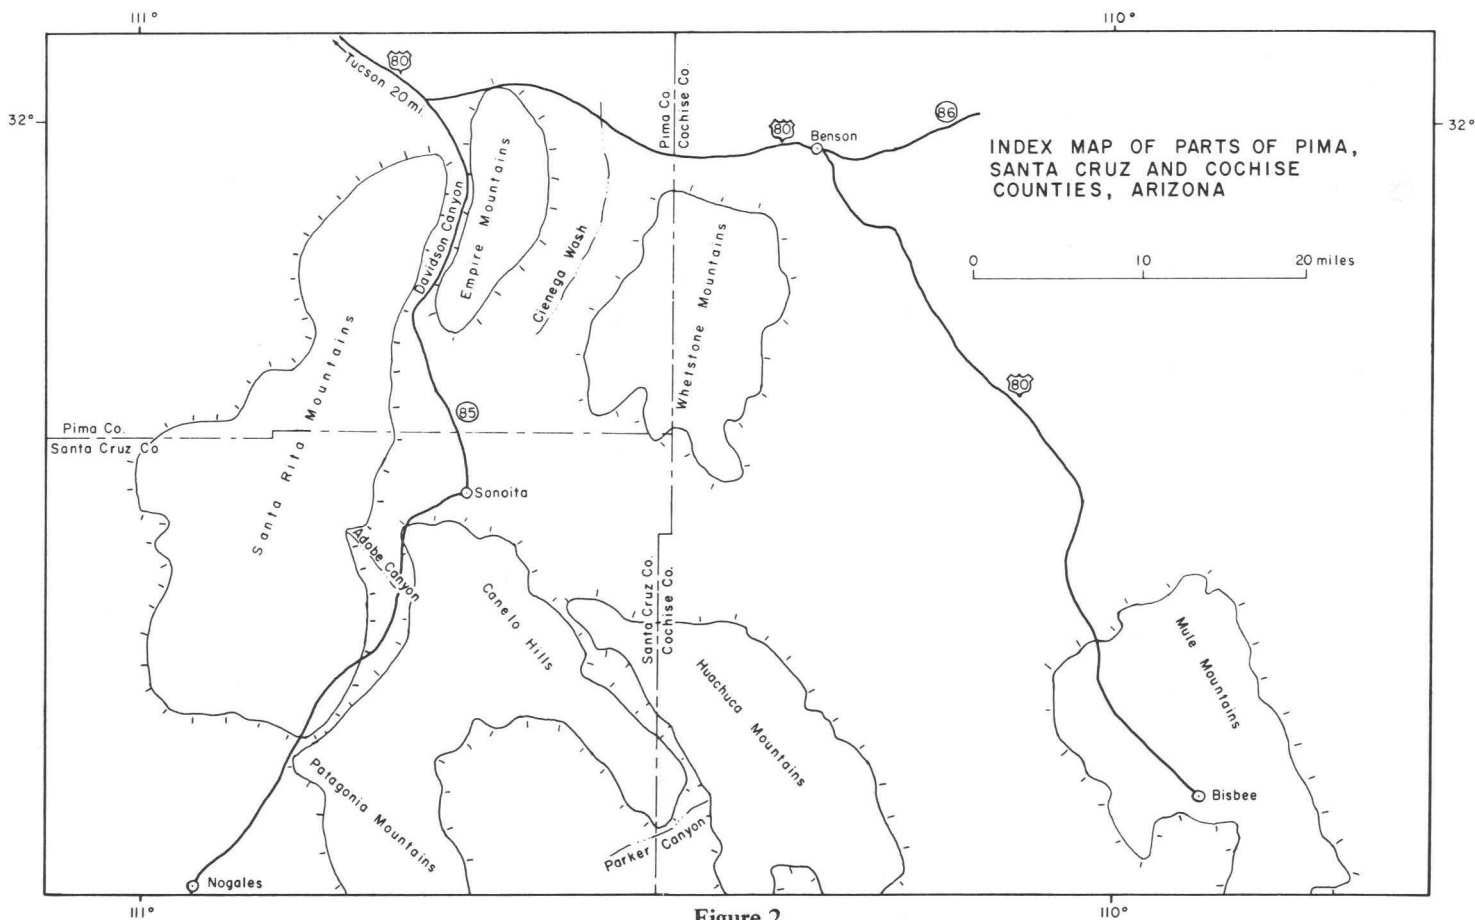 111°
110°
80
Tucson 20 mi.
32°
Pima Co.
Cochise Co.
80
Benson
86
32°
INDEX MAP OF PARTS OF PIMA,
SANTA CRUZ AND COCHISE
COUNTIES, ARIZONA
0 10 20 miles
Davidson Canyon
Empire Mountains
Cienega Wash
Whetstone Mountains
80
Santa Rita Mountains
85
Pima Co.
Santa Cruz Co
Sonoita
Adobe Canyon
Canelo Hills
Santa Cruz Co.
Cochise Co.
Huachuca Mountains
Mule Mountains
Patagonia Mountains
Parker Canyon
Bisbee
Nogales
111°
110°
Figure 2